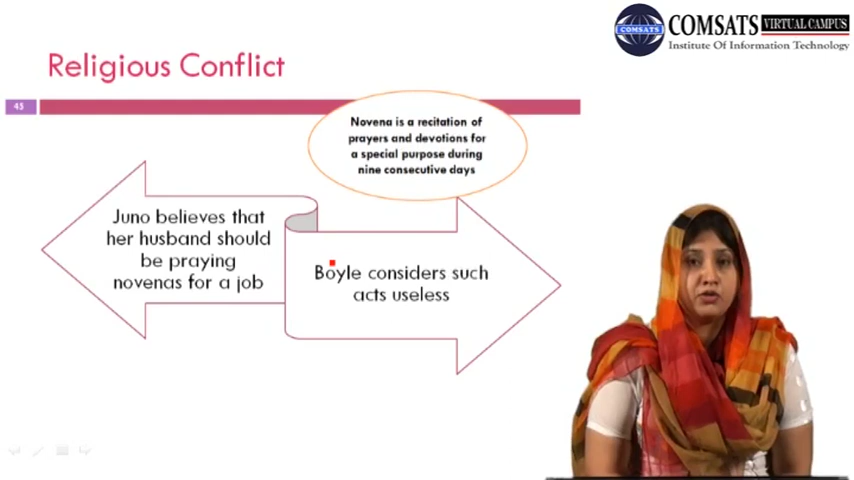 COMSATS
COMSATS VIRTUAL CAMPUS
Institute Of Information Technology
Religious Conflict
45
Novena is a recitation of
prayers and devotions for
a special purpose during
nine consecutive days
Juno believes that
her husband should
be praying
novenas for a job
Boyle considers such
acts useless